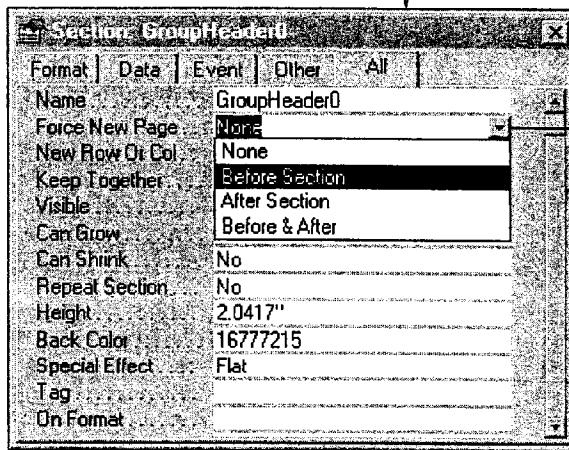 Section: GroupHeader0
Format Data Event Other All
Name GroupHeader0
Force New Page None
New Row Or Col None
Keep Together Before Section
Visible After Section
Can Grow Before & After
Can Shrink No
Repeat Section No
Height 2.0417"
Back Color 16777215
Special Effect Flat
Tag
On Format